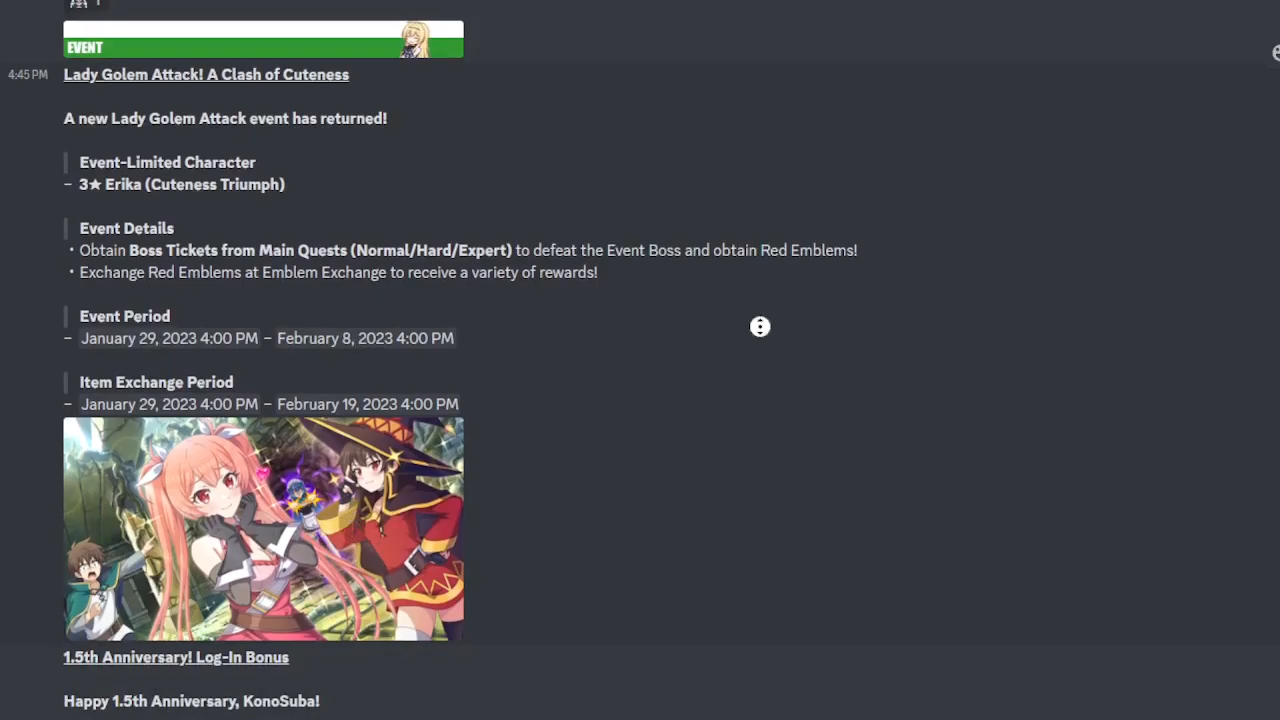 EVENT
4:45 PM
Lady Golem Attack! A Clash of Cuteness
A new Lady Golem Attack event has returned!
Event-Limited Character
– 3★ Erika (Cuteness Triumph)
Event Details
・Obtain Boss Tickets from Main Quests (Normal/Hard/Expert) to defeat the Event Boss and obtain Red Emblems!
・Exchange Red Emblems at Emblem Exchange to receive a variety of rewards!
Event Period
– January 29, 2023 4:00 PM – February 8, 2023 4:00 PM
Item Exchange Period
– January 29, 2023 4:00 PM – February 19, 2023 4:00 PM
1.5th Anniversary! Log-In Bonus
Happy 1.5th Anniversary, KonoSuba!